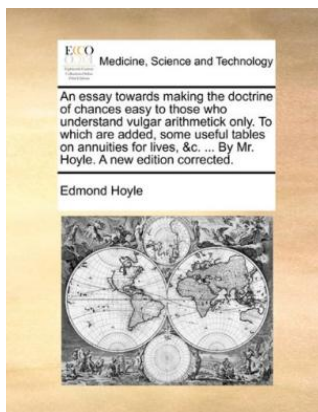 ECCO
Medicine, Science and Technology
An essay towards making the doctrine
of chances easy to those who
understand vulgar arithmetick only. To
which are added, some useful tables
on annuities for lives, &c. ... By Mr.
Hoyle. A new edition corrected.
Edmond Hoyle